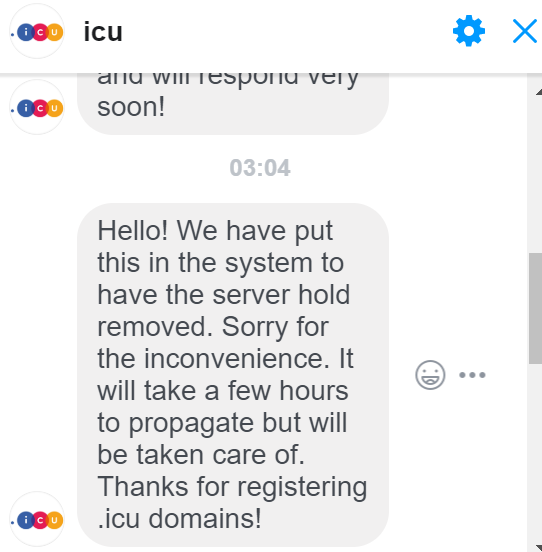 icu
and will respond very
soon!
03:04
Hello! We have put
this in the system to
have the server hold
removed. Sorry for
the inconvenience. It
will take a few hours
to propagate but will
be taken care of.
Thanks for registering
.icu domains!
.icu
.icu
.icu